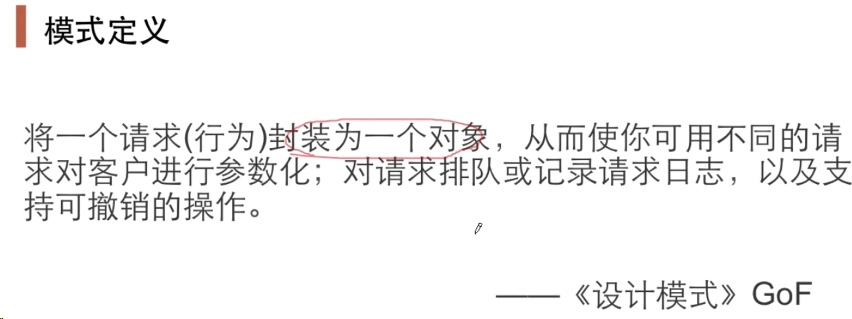 模式定义
将一个请求(行为)封装为一个对象，从而使你可用不同的请
求对客户进行参数化；对请求排队或记录请求日志，以及支
持可撤销的操作。
——《设计模式》GoF